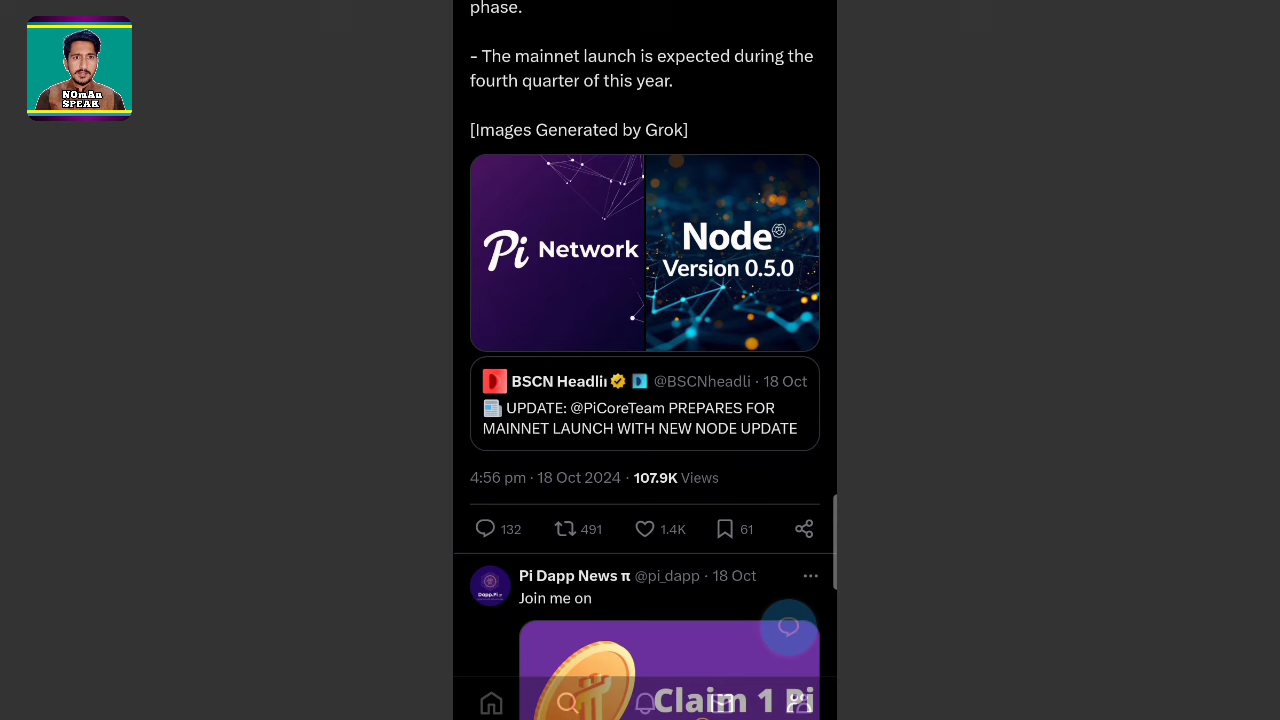 NOmAn
SPEAK
phase.
- The mainnet launch is expected during the
fourth quarter of this year.
[Images Generated by Grok]
Pi Network
Node
Version 0.5.0
BSCN Headli @BSCNheadli · 18 Oct
UPDATE: @PiCoreTeam PREPARES FOR
MAINNET LAUNCH WITH NEW NODE UPDATE
4:56 pm · 18 Oct 2024 · 107.9K Views
132 491 1.4K 61
Pi Dapp News π @pi_dapp · 18 Oct
Dapp.Pi
Join me on
Claim 1 Pi